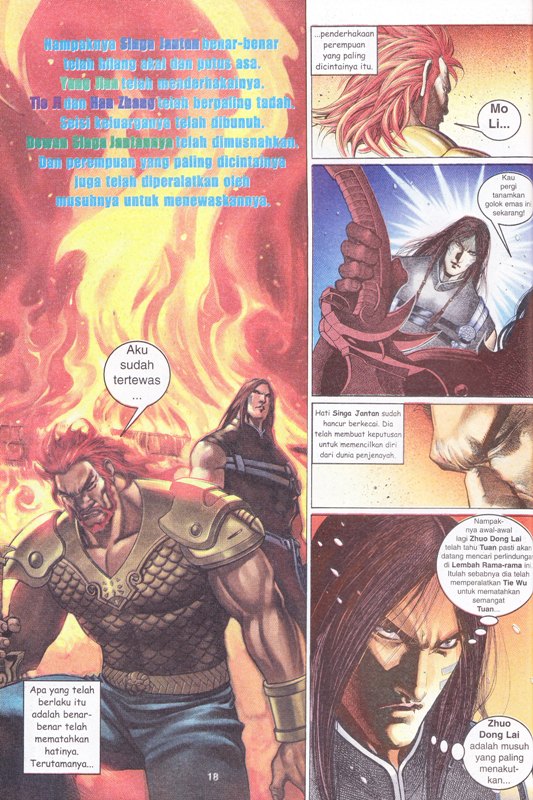 Nampaknya Singa Jantan benar-benar
telah hilang akal dan putus asa.
Yang Jian telah menderhakainya.
Tie Ji dan Han Zhang telah berpaling tadah.
Seisi keluarganya telah dibunuh.
Dewan Singa Jantannya telah dimusnahkan.
Dan perempuan yang paling dicintainya
juga telah diperalatkan oleh
musuhnya untuk menewaskannya.
Aku
sudah
tertewas
...
Apa yang telah
berlaku itu
adalah benar-
benar telah
mematahkan
hatinya.
Terutamanya...
...penderhakaan
perempuan
yang paling
dicintainya itu.
Mo
Li...
Kau
pergi
tanamkan
golok emas ini
sekarang!
Hati Singa Jantan sudah
hancur berkecai. Dia
telah membuat keputusan
untuk memencilkan diri
dari dunia penjenayah.
Nampak-
nya awal-awal
lagi Zhuo Dong Lai
telah tahu Tuan pasti akan
datang mencari perlindungan
di Lembah Rama-rama ini.
Itulah sebabnya dia telah
memperalatkan Tie Wu
untuk mematahkan
semangat
Tuan...
Zhuo
Dong Lai
adalah musuh
yang paling
menakut-
kan...
18